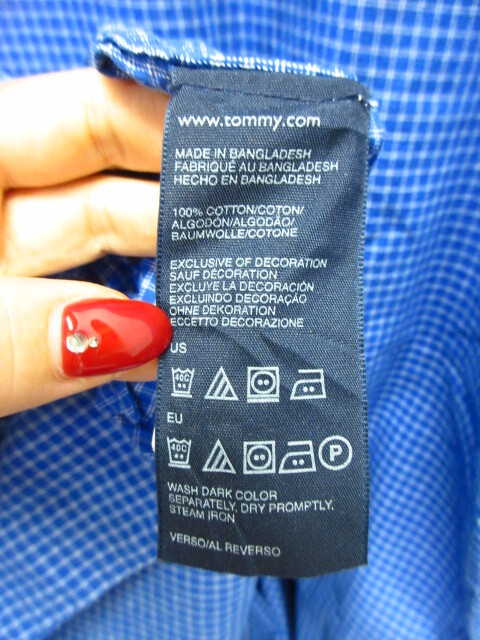 www.tommy.com
MADE IN BANGLADESH
FABRIQUÉ AU BANGLADESH
HECHO EN BANGLADESH
100% COTTON/COTON/
ALGODÓN/ALGODÃO/
BAUMWOLLE/COTONE
EXCLUSIVE OF DECORATION
SAUF DÉCORATION
EXCLUYE LA DECORACIÓN
EXCLUINDO DECORAÇÃO
OHNE DEKORATION
ECCETTO DECORAZIONE
US
40C
EU
40C P
WASH DARK COLOR
SEPARATELY, DRY PROMPTLY,
STEAM IRON
VERSO/AL REVERSO